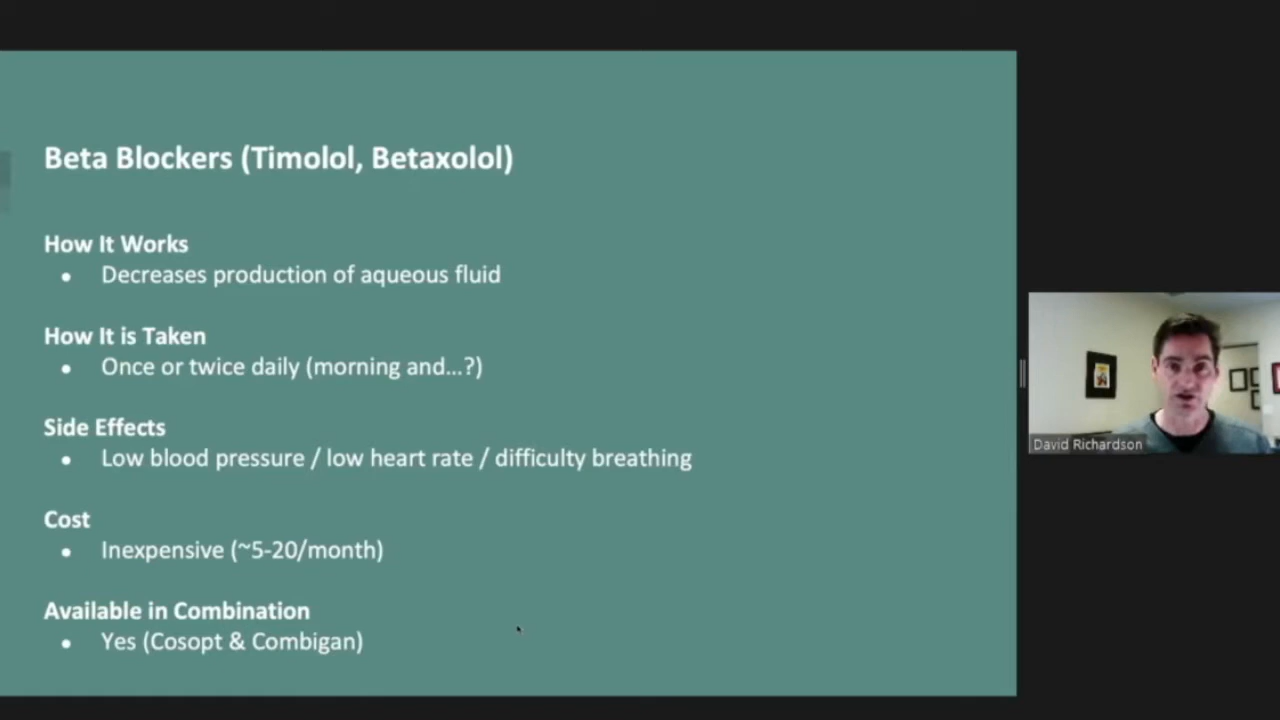 Beta Blockers (Timolol, Betaxolol)
How It Works
• Decreases production of aqueous fluid
How It is Taken
• Once or twice daily (morning and...?)
Side Effects
• Low blood pressure / low heart rate / difficulty breathing
Cost
• Inexpensive (~5-20/month)
Available in Combination
• Yes (Cosopt & Combigan)
David Richardson